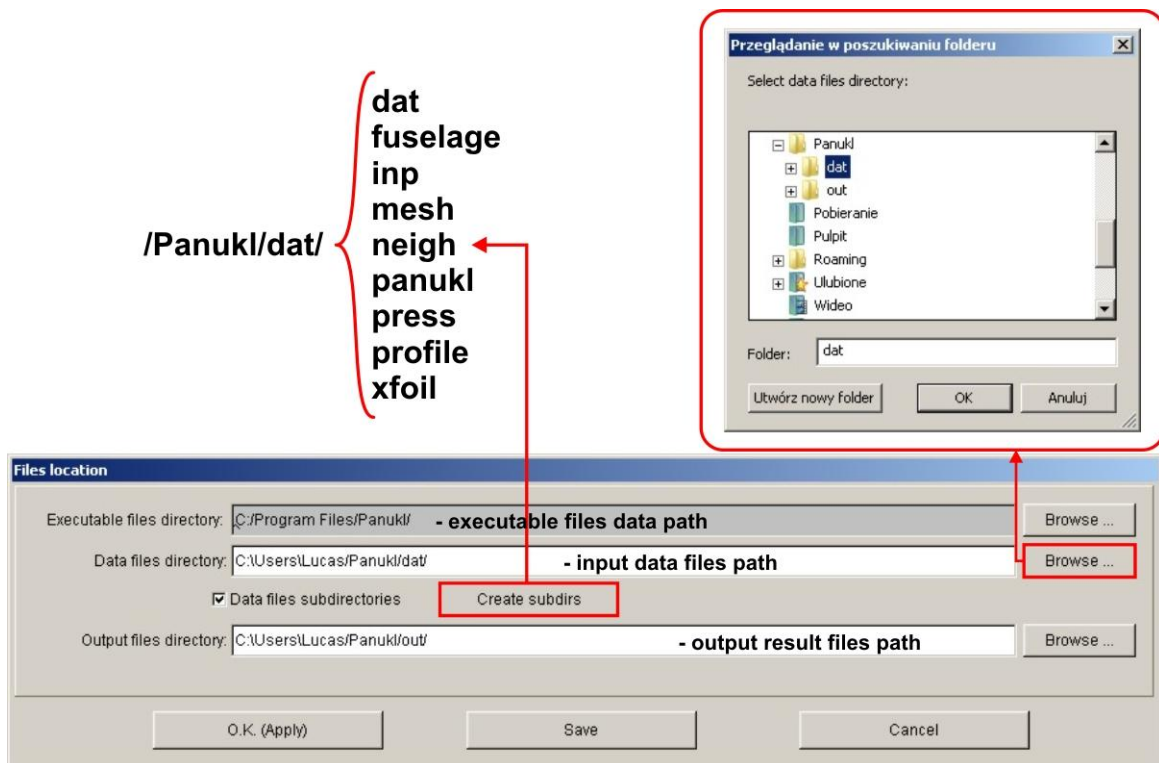 Przeglądanie w poszukiwaniu folderu
Select data files directory:
Panukl
dat
out
Pobieranie
Pulpit
Roaming
Ulubione
Wideo
Folder: dat
Utwórz nowy folder OK Anuluj
/Panukl/dat/
dat
fuselage
inp
mesh
neigh
panukl
press
profile
xfoil
Files location
Executable files directory: C:/Program Files/Panukl/ - executable files data path Browse ...
Data files directory: C:\Users\Lucas/Panukl/dat/ - input data files path Browse ...
Data files subdirectories Create subdirs
Output files directory: C:\Users\Lucas/Panukl/out/ - output result files path Browse ...
O.K. (Apply) Save Cancel